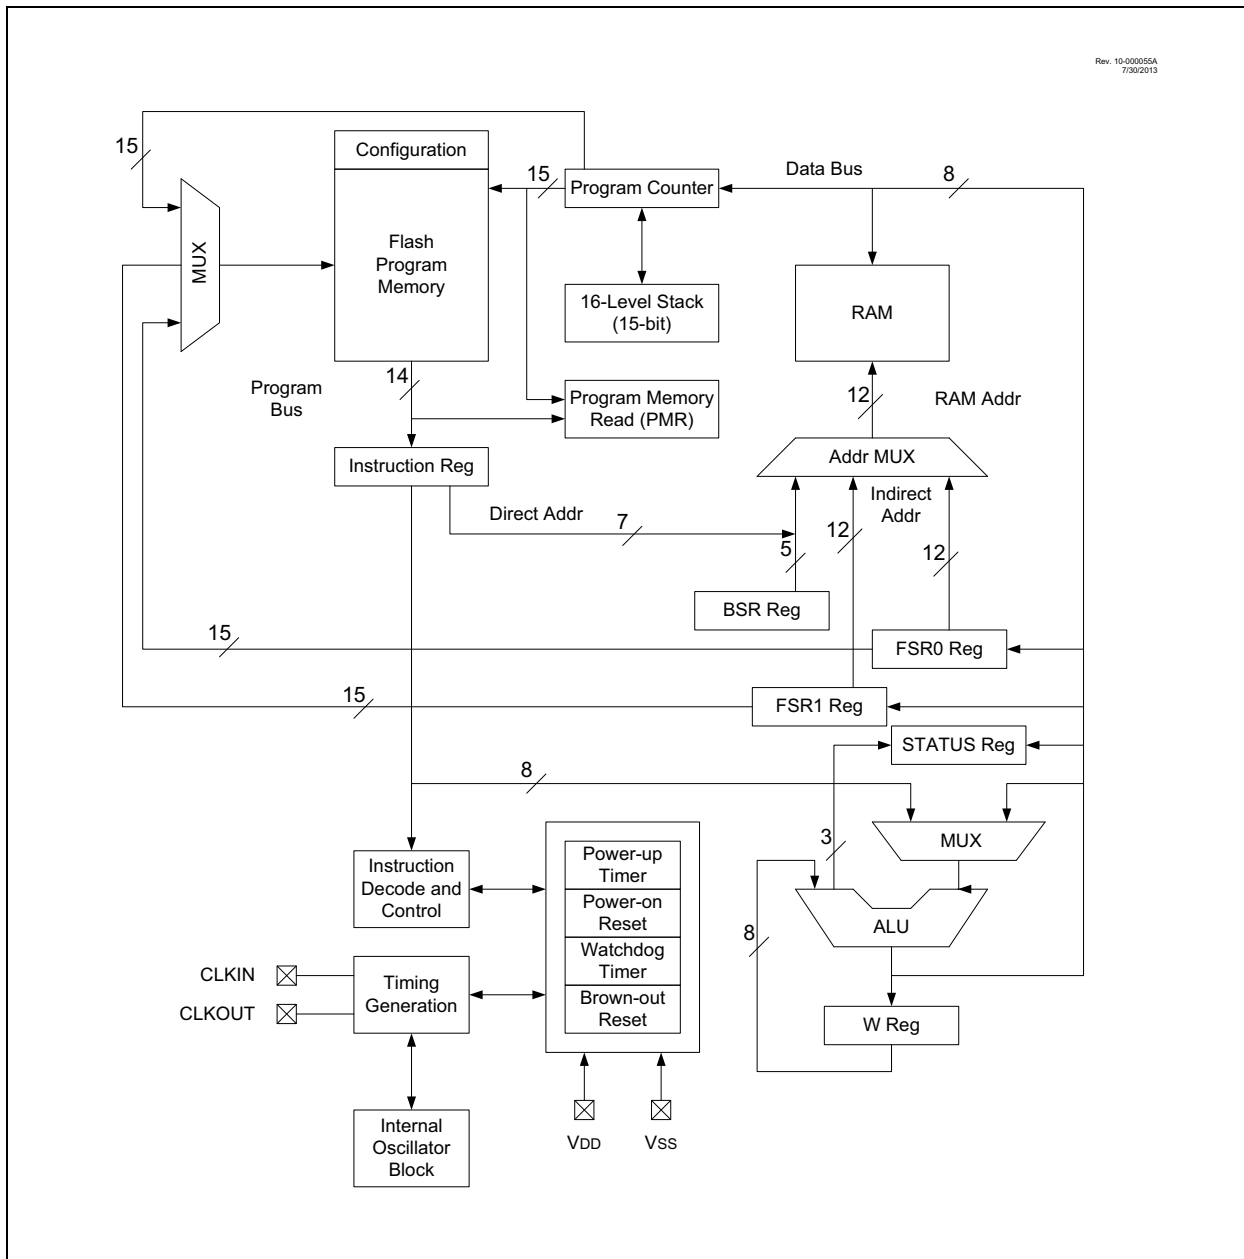 Rev. 10-000055A
7/30/2013
15
Configuration
15
Program Counter
Data Bus
8
MUX
Flash
Program
Memory
16-Level Stack
(15-bit)
RAM
Program
Bus
14
Program Memory
Read (PMR)
12
RAM Addr
Instruction Reg
Addr MUX
Direct Addr
7
Indirect
Addr
12
5
12
BSR Reg
15
FSR0 Reg
15
FSR1 Reg
STATUS Reg
8
3
MUX
Instruction
Decode and
Control
Power-up
Timer
Power-on
Reset
Watchdog
Timer
Brown-out
Reset
8
ALU
CLKIN
CLKOUT
Timing
Generation
W Reg
Internal
Oscillator
Block
VDD
VSS